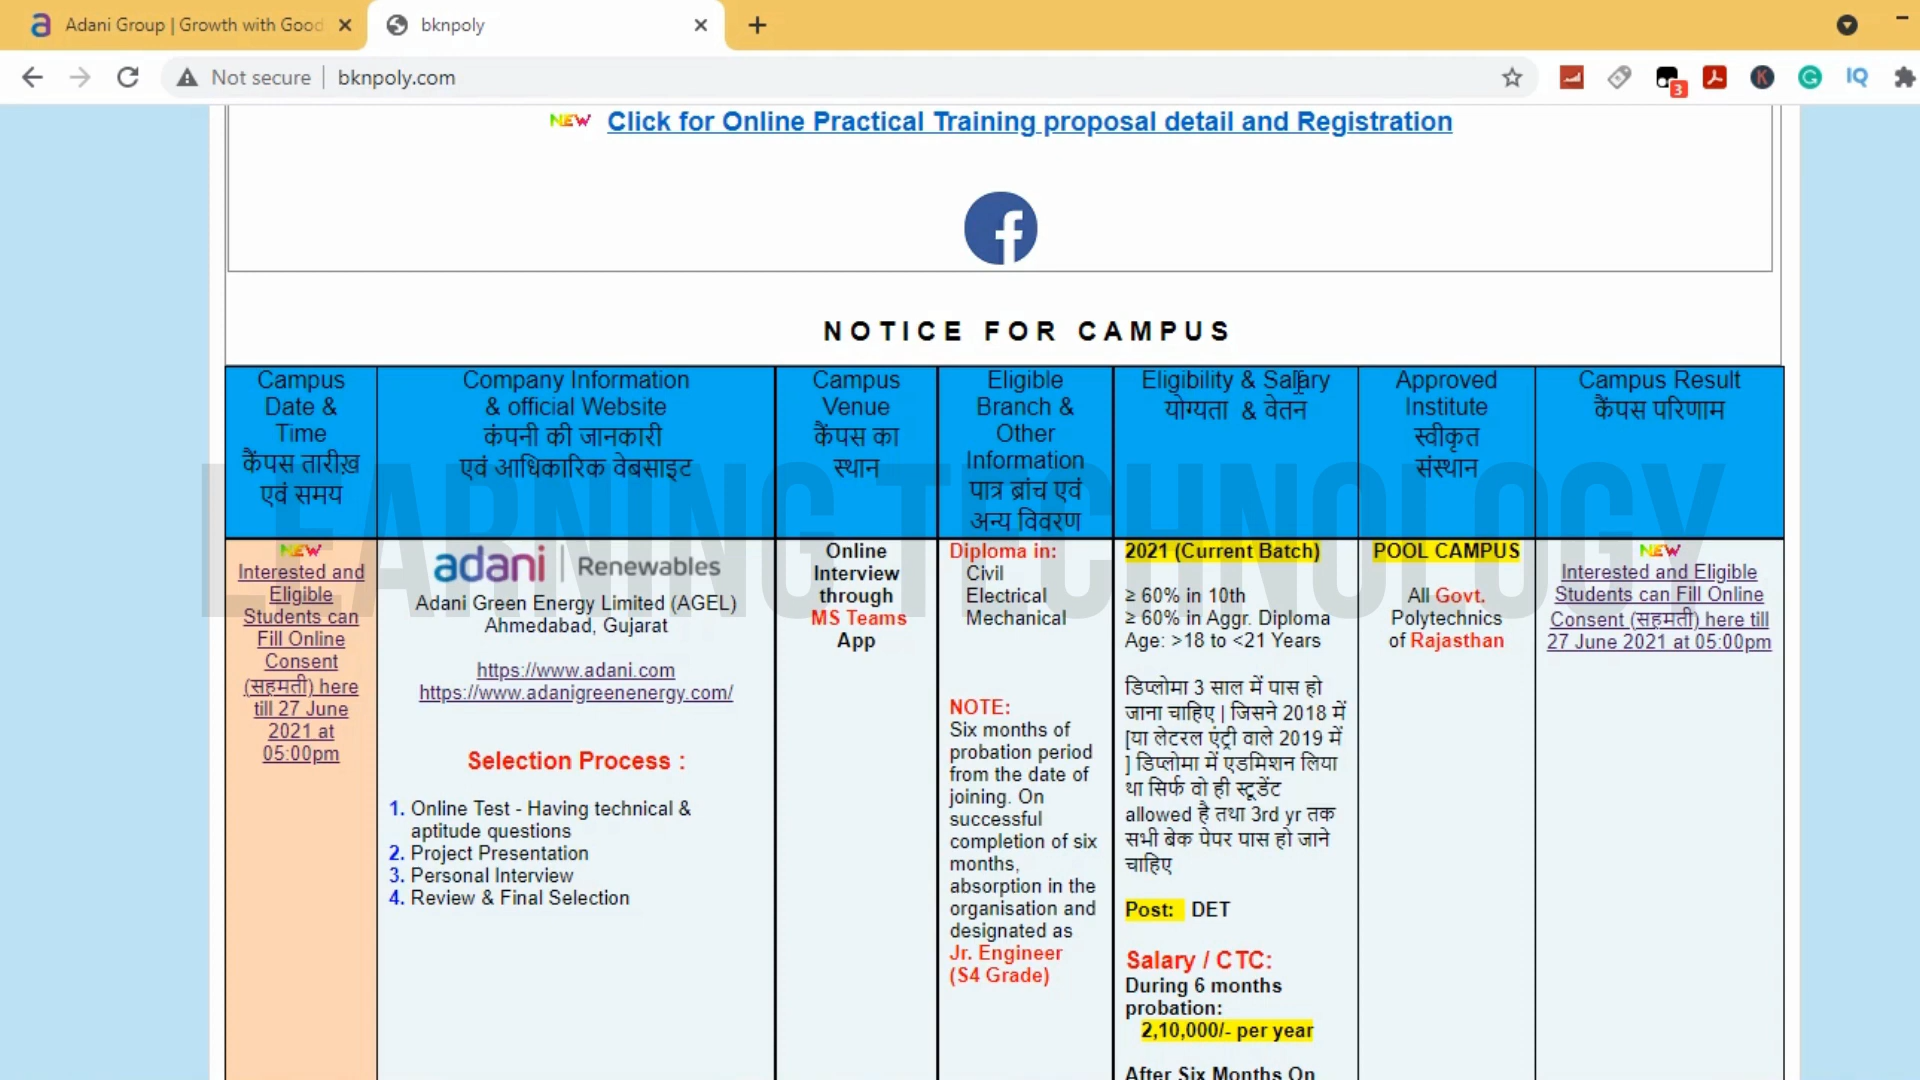 Adani Group | Growth with Good
bknpoly
Not secure
bknpoly.com
3
K
G
IQ
NEW Click for Online Practical Training proposal detail and Registration
f
NOTICE FOR CAMPUS
Campus
Date &
Time
कैंपस तारीख़
एवं समय
Company Information
& official Website
कंपनी की जानकारी
एवं आधिकारिक वेबसाइट
Campus
Venue
कैंपस का
स्थान
Eligible
Branch &
Other
Information
पात्र ब्रांच एवं
अन्य विवरण
Eligibility & Salary
योग्यता & वेतन
Approved
Institute
स्वीकृत
संस्थान
Campus Result
कैंपस परिणाम
LEARNING TECHNOLOGY
NEW
Interested and
Eligible
Students can
Fill Online
Consent
(सहमती) here
till 27 June
2021 at
05:00pm
adani | Renewables
Adani Green Energy Limited (AGEL)
Ahmedabad, Gujarat
https://www.adani.com
https://www.adanigreenenergy.com/
Selection Process :
1. Online Test - Having technical &
aptitude questions
2. Project Presentation
3. Personal Interview
4. Review & Final Selection
Online
Interview
through
MS Teams
App
Diploma in:
Civil
Electrical
Mechanical
NOTE:
Six months of
probation period
from the date of
joining. On
successful
completion of six
months,
absorption in the
organisation and
designated as
Jr. Engineer
(S4 Grade)
2021 (Current Batch)
≥ 60% in 10th
≥ 60% in Aggr. Diploma
Age: >18 to <21 Years
डिप्लोमा 3 साल में पास हो
जाना चाहिए | जिसने 2018 में
[या लेटरल एंट्री वाले 2019 में
] डिप्लोमा में एडमिशन लिया
था सिर्फ वो ही स्टूडेंट
allowed है तथा 3rd yr तक
सभी बेक पेपर पास हो जाने
चाहिए
Post: DET
Salary / CTC:
During 6 months
probation:
2,10,000/- per year
After Six Months On
POOL CAMPUS
All Govt.
Polytechnics
of Rajasthan
NEW
Interested and Eligible
Students can Fill Online
Consent (सहमती) here till
27 June 2021 at 05:00pm